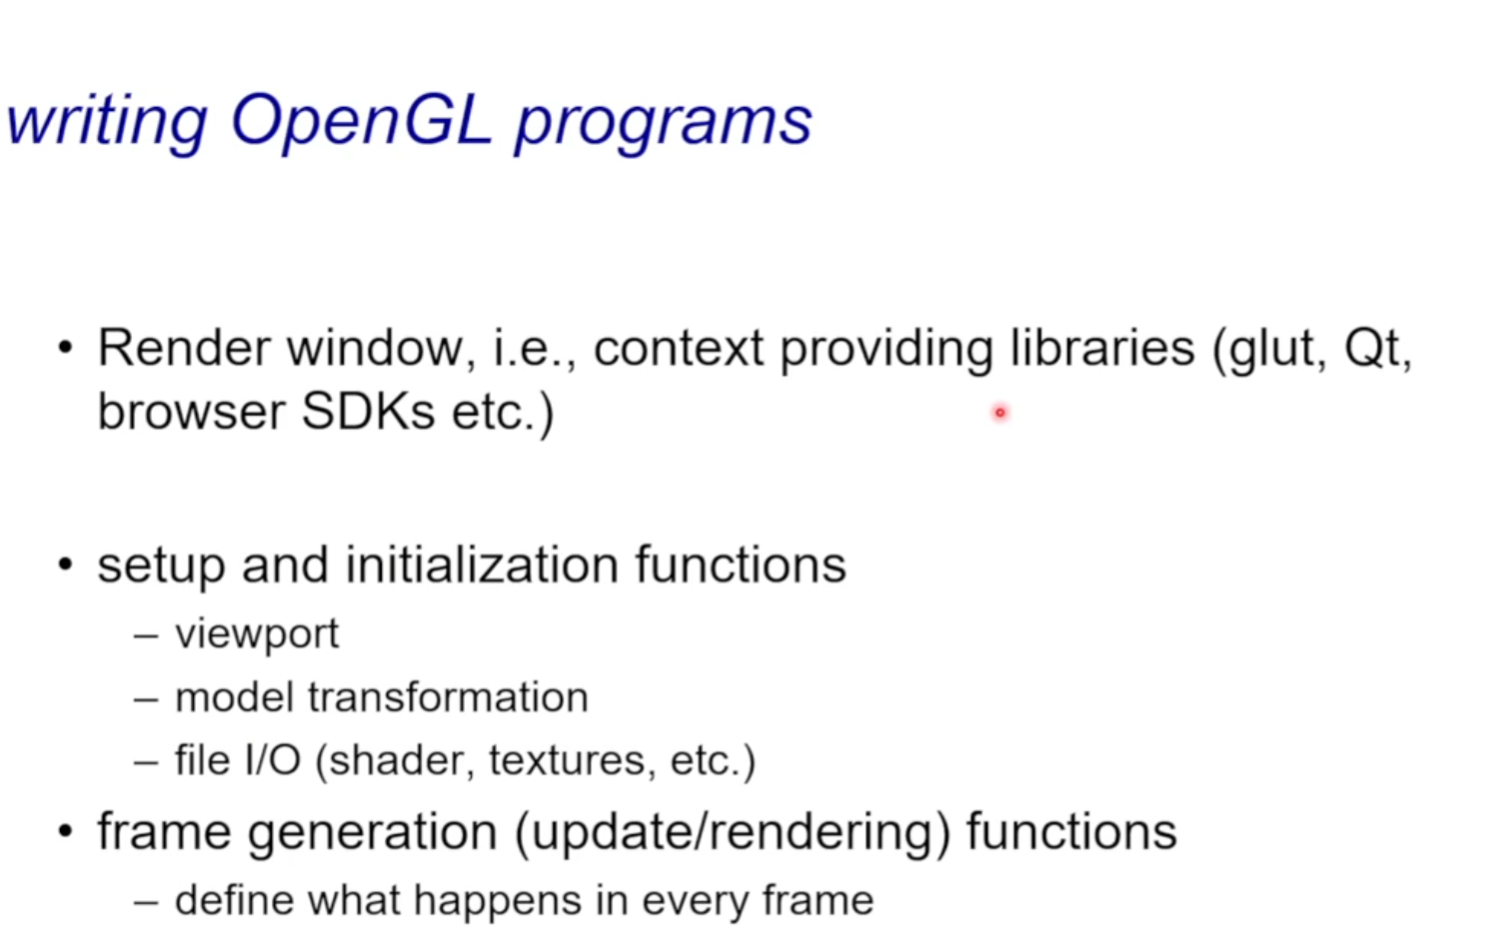 writing OpenGL programs
• Render window, i.e., context providing libraries (glut, Qt,
browser SDKs etc.)
• setup and initialization functions
– viewport
– model transformation
– file I/O (shader, textures, etc.)
• frame generation (update/rendering) functions
– define what happens in every frame